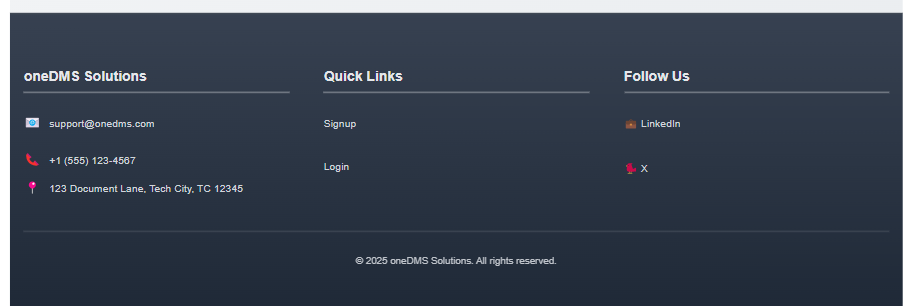 oneDMS Solutions
support@onedms.com
+1 (555) 123-4567
123 Document Lane, Tech City, TC 12345
Quick Links
Signup
Login
Follow Us
LinkedIn
X
© 2025 oneDMS Solutions. All rights reserved.